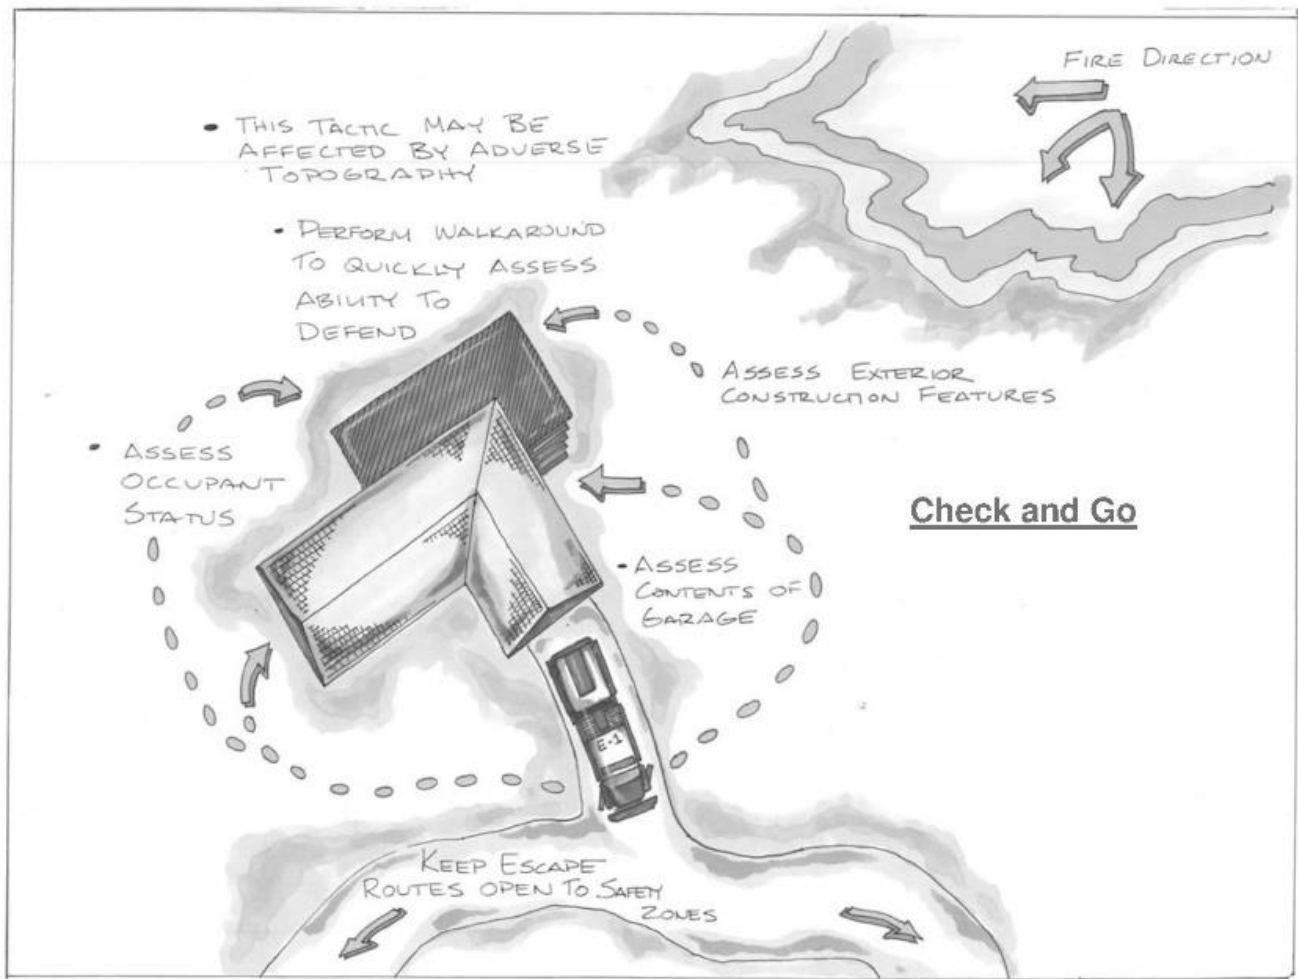 FIRE DIRECTION
• THIS TACTIC MAY BE
AFFECTED BY ADVERSE
TOPOGRAPHY
• PERFORM WALKAROUND
TO QUICKLY ASSESS
ABILITY TO
DEFEND
ASSESS EXTERIOR
CONSTRUCTION FEATURES
• ASSESS
OCCUPANT
STATUS
Check and Go
• ASSESS
CONTENTS OF
GARAGE
E-1
KEEP ESCAPE
ROUTES OPEN TO SAFETY
ZONES